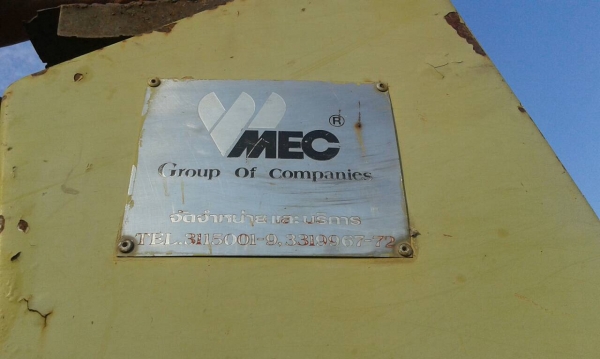 MEC ®
Group Of Companies
จัดจำหน่ายและบริการ
TEL. 3115001-9, 3319967-72